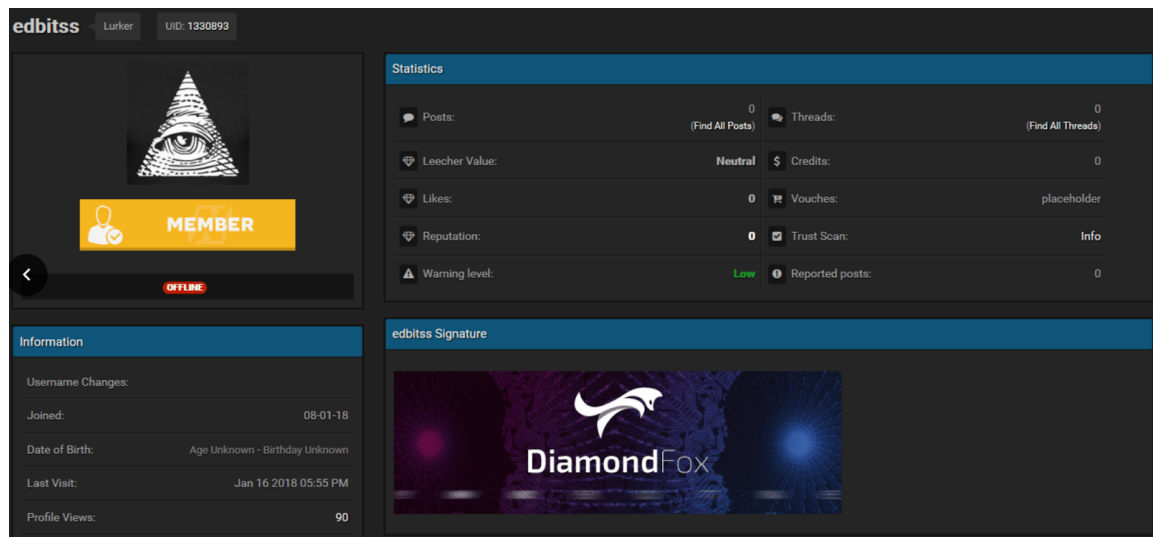 edbitss Lurker UID: 1330893
MEMBER
OFFLINE
Statistics
Posts: 0 (Find All Posts)
Threads: 0 (Find All Threads)
Leecher Value: Neutral
Credits: 0
Likes: 0
Vouches: placeholder
Reputation: 0
Trust Scan: Info
Warning level: Low
Reported posts: 0
Information
Username Changes:
Joined: 08-01-18
Date of Birth: Age Unknown - Birthday Unknown
Last Visit: Jan 16 2018 05:55 PM
Profile Views: 90
edbitss Signature
DiamondFox